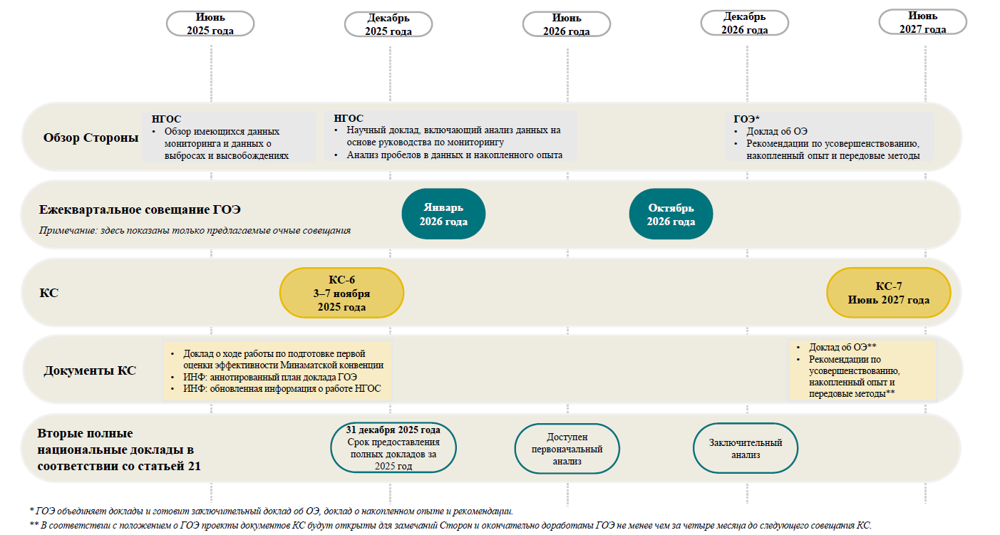 Июнь
2025 года
Декабрь
2025 года
Июнь
2026 года
Декабрь
2026 года
Июнь
2027 года
Обзор Стороны
НГОС
• Обзор имеющихся данных
мониторинга и данных о
выбросах и высвобождениях
НГОС
• Научный доклад, включающий анализ данных на
основе руководства по мониторингу
• Анализ пробелов в данных и накопленного опыта
ГОЭ*
• Доклад об ОЭ
• Рекомендации по усовершенствованию,
накопленный опыт и передовые методы
Ежеквартальное совещание ГОЭ
Примечание: здесь показаны только предлагаемые очные совещания
Январь
2026 года
Октябрь
2026 года
КС
КС-6
3–7 ноября
2025 года
КС-7
Июнь 2027 года
Документы КС
• Доклад о ходе работы по подготовке первой
оценки эффективности Минаматской конвенции
• ИНФ: аннотированный план доклада ГОЭ
• ИНФ: обновленная информация о работе НГОС
• Доклад об ОЭ**
• Рекомендации по
усовершенствованию,
накопленный опыт и
передовые методы**
Вторые полные
национальные доклады в
соответствии со статьей 21
31 декабря 2025 года
Срок предоставления
полных докладов за
2025 год
Доступен
первоначальный
анализ
Заключительный
анализ
* ГОЭ объединяет доклады и готовит заключительный доклад об ОЭ, доклад о накопленном опыте и рекомендации.
** В соответствии с положением о ГОЭ проекты документов КС будут открыты для замечаний Сторон и окончательно доработаны ГОЭ не менее чем за четыре месяца до следующего совещания КС.